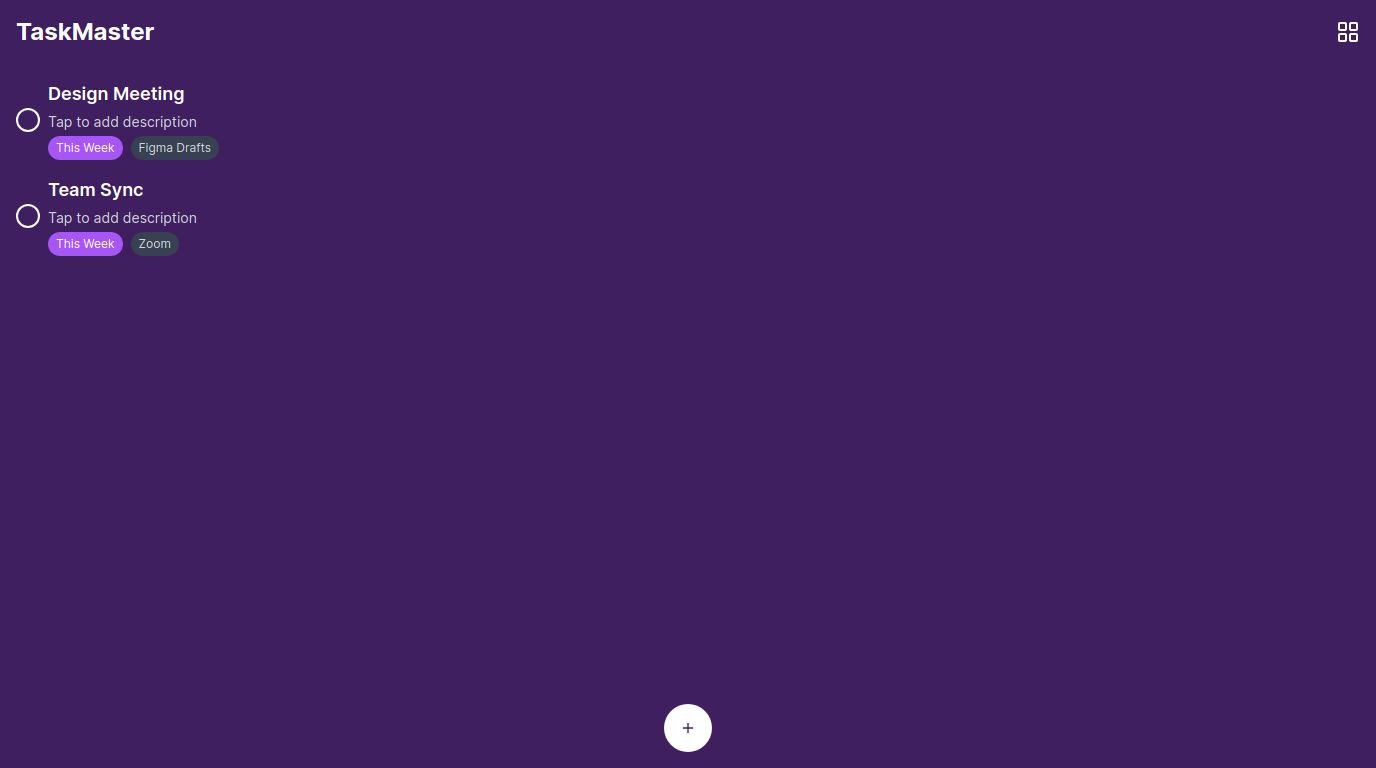 TaskMaster
Design Meeting
Tap to add description
This Week Figma Drafts
Team Sync
Tap to add description
This Week Zoom
+